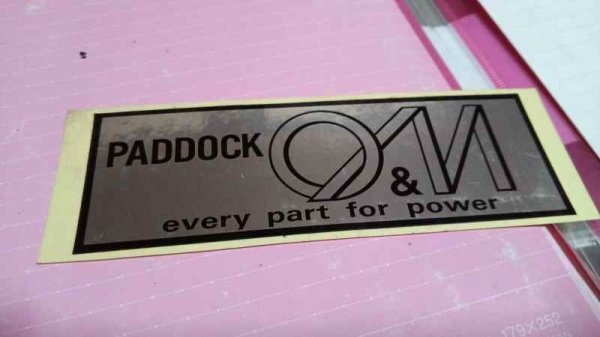 PADDOCK Q&M
every part for power
179X252